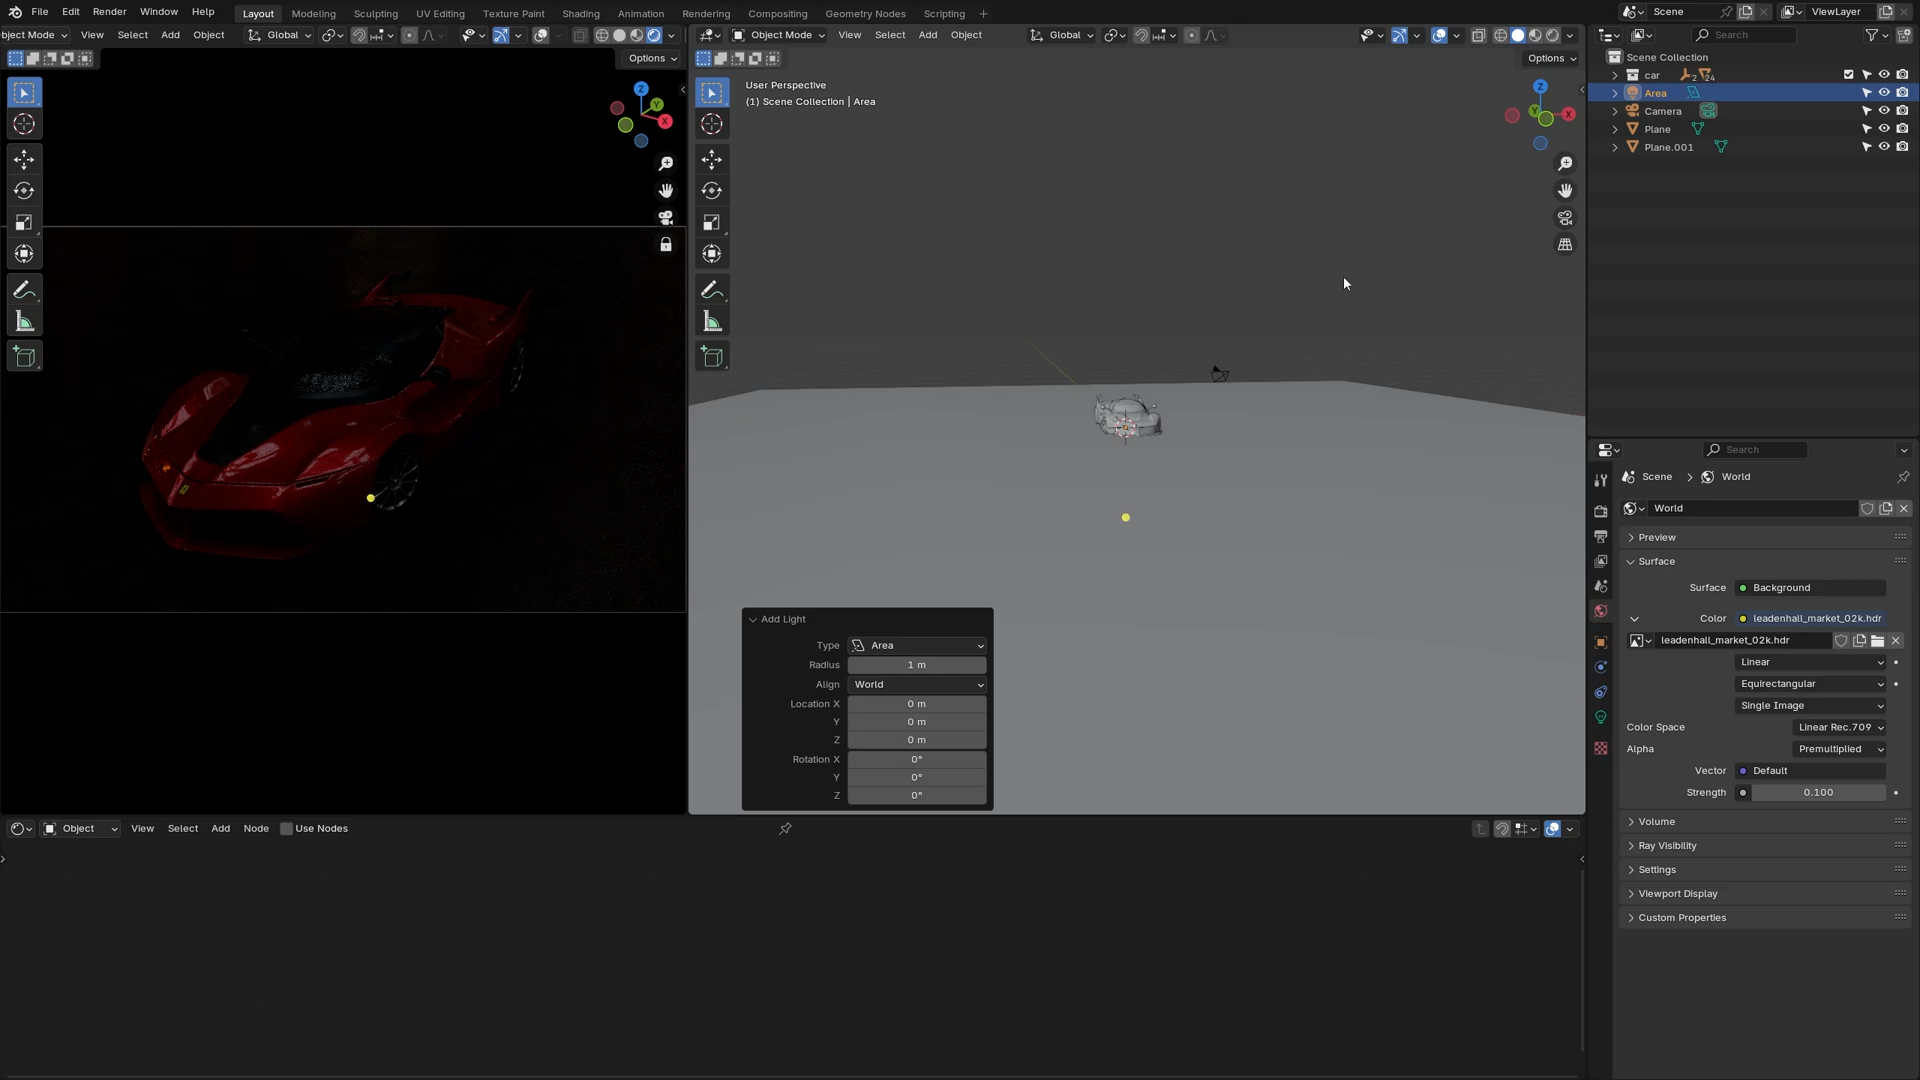 File Edit Render Window Help Layout Modeling Sculpting UV Editing Texture Paint Shading Animation Rendering Compositing Geometry Nodes Scripting Scene ViewLayer
bject Mode View Select Add Object Global Object Mode View Select Add Object Global Search
Options Options
Scene Collection
car 2 24
Area
Camera
Plane
Plane.001
User Perspective
(1) Scene Collection | Area
Z
Y
X
Z
Y
X
Search
Scene World
World
Preview
Surface
Surface Background
Color leadenhall_market_02k.hdr
leadenhall_market_02k.hdr
Linear
Equirectangular
Single Image
Color Space Linear Rec.709
Alpha Premultiplied
Vector Default
Strength 0.100
Volume
Ray Visibility
Settings
Viewport Display
Custom Properties
Add Light
Type Area
Radius 1 m
Align World
Location X 0 m
Y 0 m
Z 0 m
Rotation X 0°
Y 0°
Z 0°
Object View Select Add Node Use Nodes